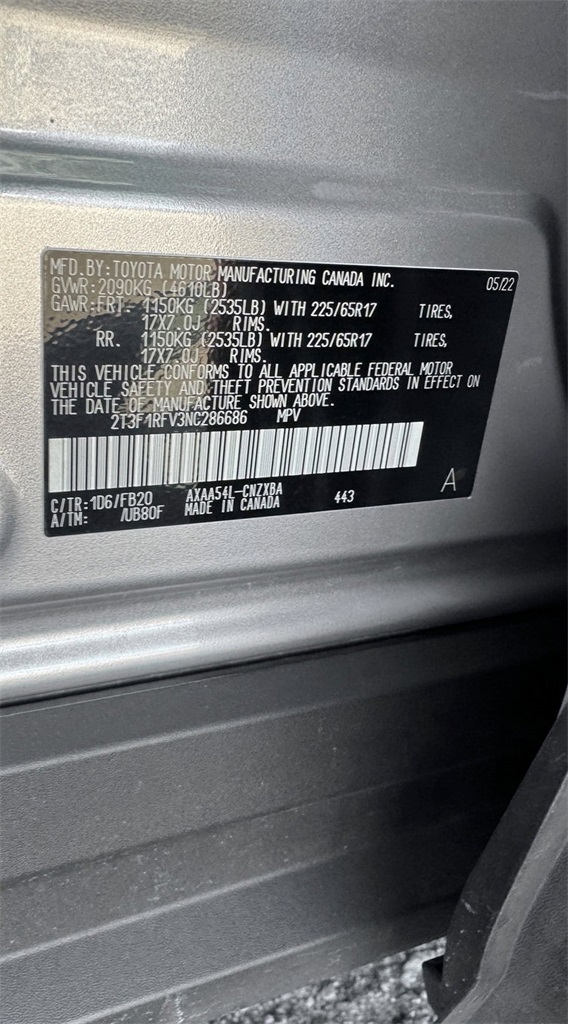 MFD.BY:TOYOTA MOTOR MANUFACTURING CANADA INC. 05/22
GVWR:2090KG (4610LB)
GAWR:FRT. 1150KG (2535LB) WITH 225/65R17 TIRES,
17X7.0J RIMS.
RR. 1150KG (2535LB) WITH 225/65R17 TIRES,
17X7.0J RIMS.
THIS VEHICLE CONFORMS TO ALL APPLICABLE FEDERAL MOTOR
VEHICLE SAFETY AND THEFT PREVENTION STANDARDS IN EFFECT ON
THE DATE OF MANUFACTURE SHOWN ABOVE.
2T3F1RFV3NC286686 MPV
C/TR:1D6/FB20 AXAA54L-CNZXBA 443 A
A/TM: /UB80F MADE IN CANADA